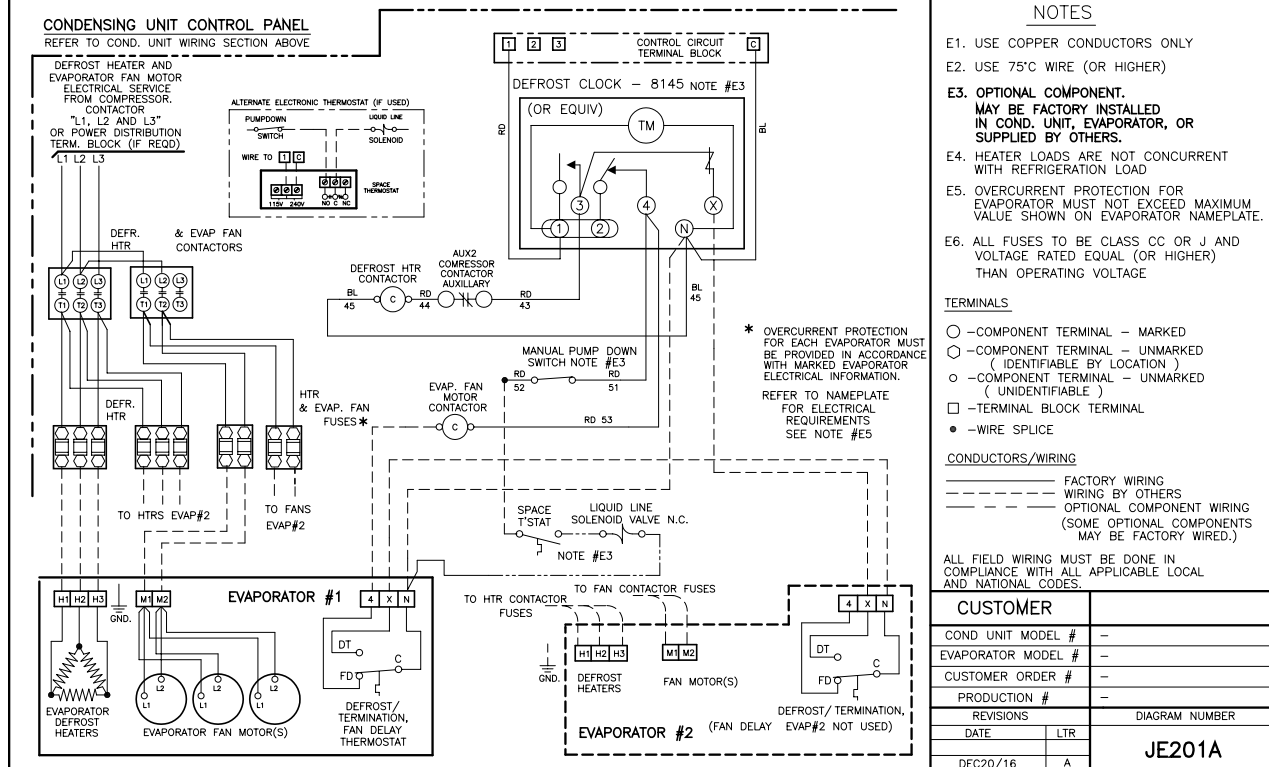 CONDENSING UNIT CONTROL PANEL
REFER TO COND. UNIT WIRING SECTION ABOVE
DEFROST HEATER AND
EVAPORATOR FAN MOTOR
ELECTRICAL SERVICE
FROM COMPRESSOR.
CONTACTOR
"L1, L2 AND L3"
OR POWER DISTRIBUTION
TERM. BLOCK (IF REQD)
L1 L2 L3
ALTERNATE ELECTRONIC THERMOSTAT (IF USED)
PUMPDOWN
SWITCH
LIQUID LINE
SOLENOID
WIRE TO 1 C
SPACE
THERMOSTAT
115V 240V
NO C NC
1 2 3
CONTROL CIRCUIT
TERMINAL BLOCK
C
DEFROST CLOCK - 8145 NOTE #E3
(OR EQUIV)
TM
RD
BL
3 4 X
1 2 N
DEFR.
HTR
& EVAP FAN
CONTACTORS
L1 L2 L3
T1 T2 T3
L1 L2 L3
T1 T2 T3
DEFROST HTR
CONTACTOR
AUX2
COMRESSOR
CONTACTOR
AUXILLARY
BL
45
C
RD
44
RD
43
BL
45
MANUAL PUMP DOWN
SWITCH NOTE #E3
RD
52
RD
51
* OVERCURRENT PROTECTION
FOR EACH EVAPORATOR MUST
BE PROVIDED IN ACCORDANCE
WITH MARKED EVAPORATOR
ELECTRICAL INFORMATION.
REFER TO NAMEPLATE
FOR ELECTRICAL
REQUIREMENTS
SEE NOTE #E5
EVAP. FAN
MOTOR
CONTACTOR
C
RD 53
DEFR.
HTR
HTR
& EVAP. FAN
FUSES*
TO HTRS EVAP#2
TO FANS
EVAP#2
SPACE
T'STAT
LIQUID LINE
SOLENOID VALVE N.C.
NOTE #E3
H1 H2 H3
GND.
M1 M2
EVAPORATOR #1
4 X N
DT
C
FD
L2
L1
L2
L1
L2
L1
EVAPORATOR
DEFROST
HEATERS
EVAPORATOR FAN MOTOR(S)
DEFROST/
TERMINATION,
FAN DELAY
THERMOSTAT
TO HTR CONTACTOR
FUSES
TO FAN CONTACTOR FUSES
GND.
H1 H2 H3
DEFROST
HEATERS
M1 M2
FAN MOTOR(S)
4 X N
DT
C
FD
DEFROST/TERMINATION,
(FAN DELAY EVAP#2 NOT USED)
EVAPORATOR #2
NOTES
E1. USE COPPER CONDUCTORS ONLY
E2. USE 75°C WIRE (OR HIGHER)
E3. OPTIONAL COMPONENT.
MAY BE FACTORY INSTALLED
IN COND. UNIT, EVAPORATOR, OR
SUPPLIED BY OTHERS.
E4. HEATER LOADS ARE NOT CONCURRENT
WITH REFRIGERATION LOAD
E5. OVERCURRENT PROTECTION FOR
EVAPORATOR MUST NOT EXCEED MAXIMUM
VALUE SHOWN ON EVAPORATOR NAMEPLATE.
E6. ALL FUSES TO BE CLASS CC OR J AND
VOLTAGE RATED EQUAL (OR HIGHER)
THAN OPERATING VOLTAGE
TERMINALS
-COMPONENT TERMINAL - MARKED
-COMPONENT TERMINAL - UNMARKED
( IDENTIFIABLE BY LOCATION )
-COMPONENT TERMINAL - UNMARKED
( UNIDENTIFIABLE )
-TERMINAL BLOCK TERMINAL
-WIRE SPLICE
CONDUCTORS/WIRING
FACTORY WIRING
WIRING BY OTHERS
OPTIONAL COMPONENT WIRING
(SOME OPTIONAL COMPONENTS
MAY BE FACTORY WIRED.)
ALL FIELD WIRING MUST BE DONE IN
COMPLIANCE WITH ALL APPLICABLE LOCAL
AND NATIONAL CODES.
CUSTOMER
COND UNIT MODEL # -
EVAPORATOR MODEL # -
CUSTOMER ORDER # -
PRODUCTION # -
REVISIONS
DIAGRAM NUMBER
DATE LTR
JE201A
DEC20/16 A